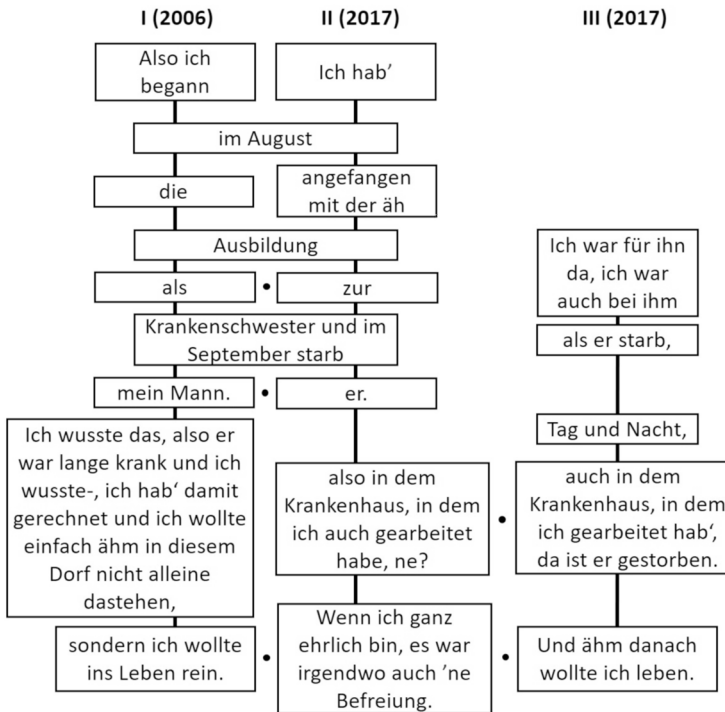 I (2006)
II (2017)
III (2017)
Also ich
begann
Ich hab’
im August
die
angefangen
mit der äh
Ausbildung
Ich war für ihn
da, ich war
auch bei ihm
als • zur
Krankenschwester und im
September starb
als er starb,
mein Mann. • er.
Ich wusste das, also er
war lange krank und ich
wusste-, ich hab‘ damit
gerechnet und ich wollte
einfach ähm in diesem
Dorf nicht alleine
dastehen,
Tag und Nacht,
also in dem
Krankenhaus, in dem
ich auch gearbeitet
habe, ne?
•
auch in dem
Krankenhaus, in dem
ich gearbeitet hab‘,
da ist er gestorben.
sondern ich wollte
ins Leben rein.
•
Wenn ich ganz
ehrlich bin, es war
irgendwo auch ’ne
Befreiung.
•
Und ähm danach
wollte ich leben.